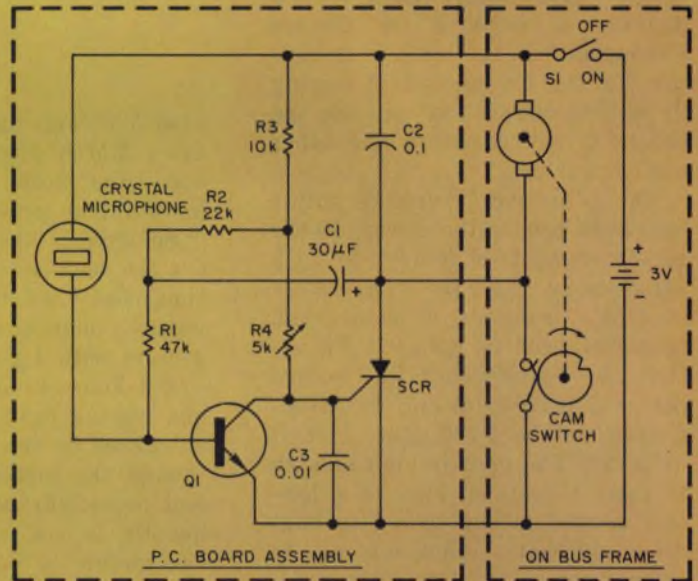 OFF
S1 ON
R3
10k
C2
0.1
CRYSTAL
MICROPHONE
R2
22k
C1
30µF
+
+
3V
-
R1
47k
R4
5k
SCR
CAM
SWITCH
C3
0.01
Q1
P.C. BOARD ASSEMBLY
ON BUS FRAME